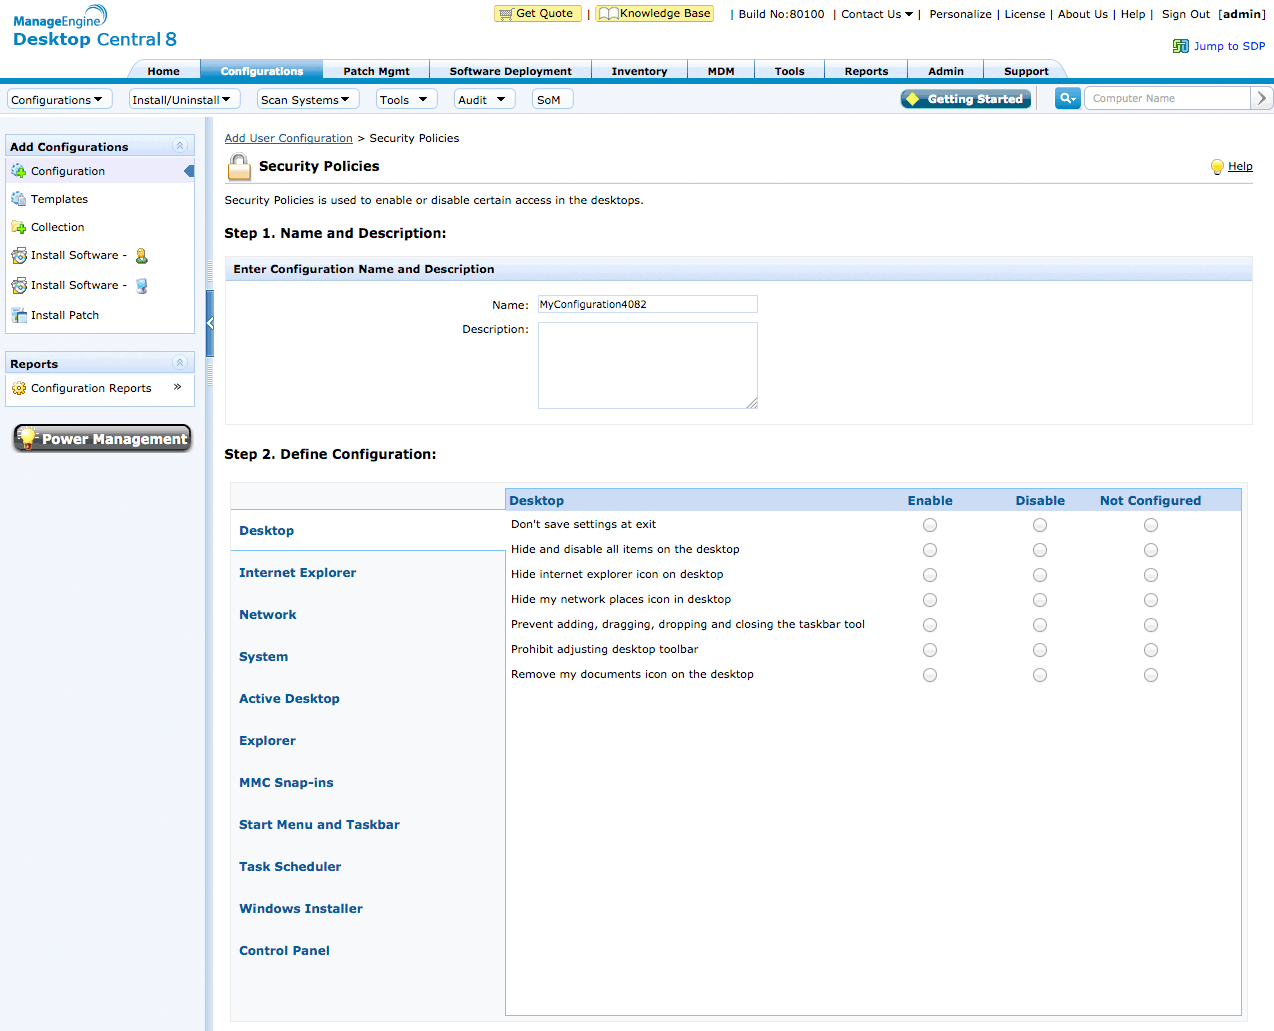 ManageEngine
Desktop Central 8
Get Quote | Knowledge Base | Build No:80100 | Contact Us | Personalize | License | About Us | Help | Sign Out [admin]
Jump to SDP
Home Configurations Patch Mgmt Software Deployment Inventory MDM Tools Reports Admin Support
Configurations Install/Uninstall Scan Systems Tools Audit SoM Getting Started Computer Name
Add Configurations
Configuration
Templates
Collection
Install Software -
Install Software -
Install Patch
Reports
Configuration Reports »
Power Management
Add User Configuration > Security Policies
Security Policies
Help
Security Policies is used to enable or disable certain access in the desktops.
Step 1. Name and Description:
Enter Configuration Name and Description
Name: MyConfiguration4082
Description:
Step 2. Define Configuration:
Desktop
Internet Explorer
Network
System
Active Desktop
Explorer
MMC Snap-ins
Start Menu and Taskbar
Task Scheduler
Windows Installer
Control Panel
Desktop Enable Disable Not Configured
Don't save settings at exit
Hide and disable all items on the desktop
Hide internet explorer icon on desktop
Hide my network places icon in desktop
Prevent adding, dragging, dropping and closing the taskbar tool
Prohibit adjusting desktop toolbar
Remove my documents icon on the desktop